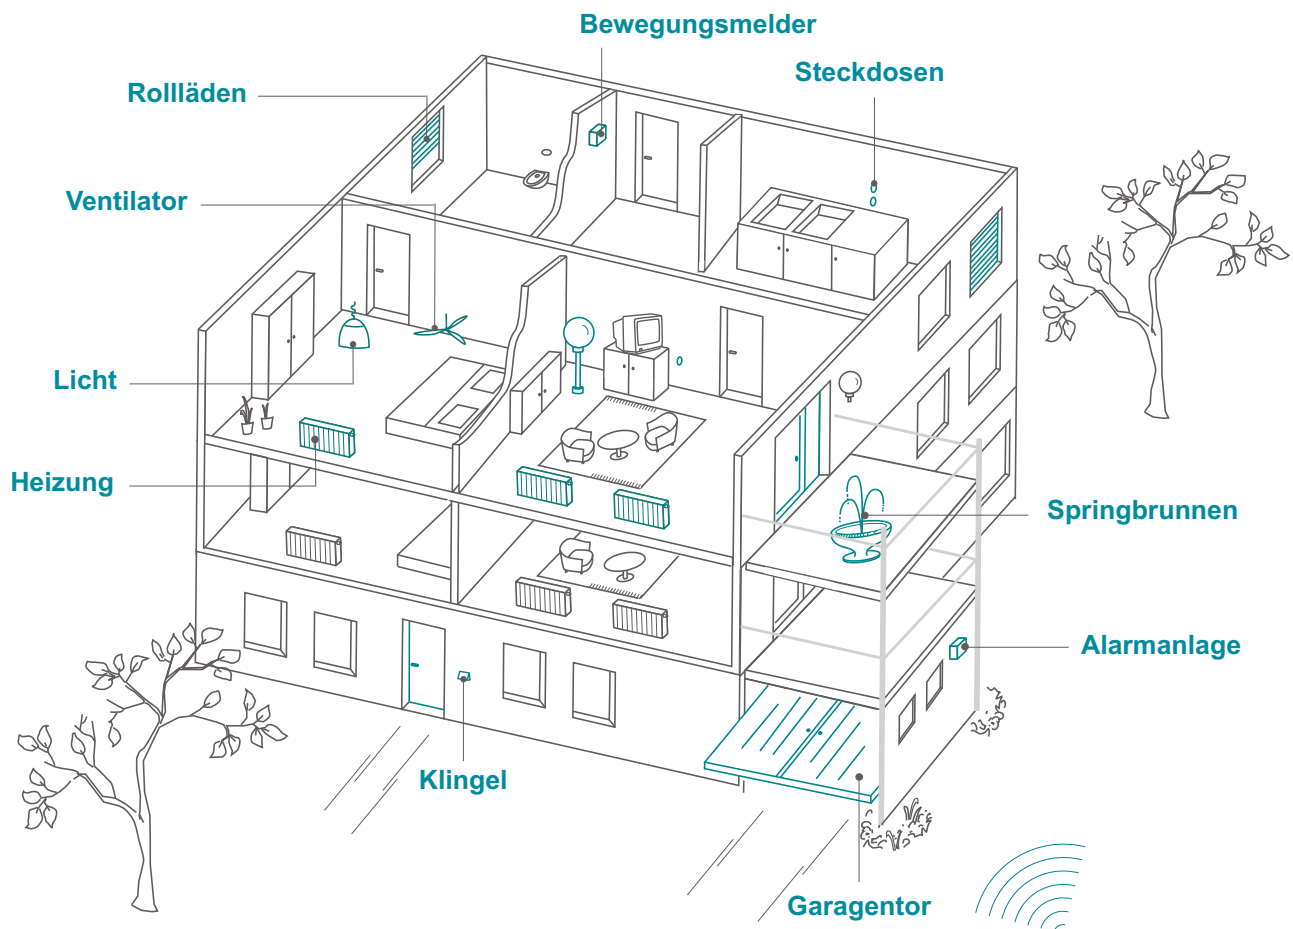 Bewegungsmelder
Steckdosen
Rollläden
Ventilator
Licht
Heizung
Springbrunnen
Alarmanlage
Klingel
Garagentor